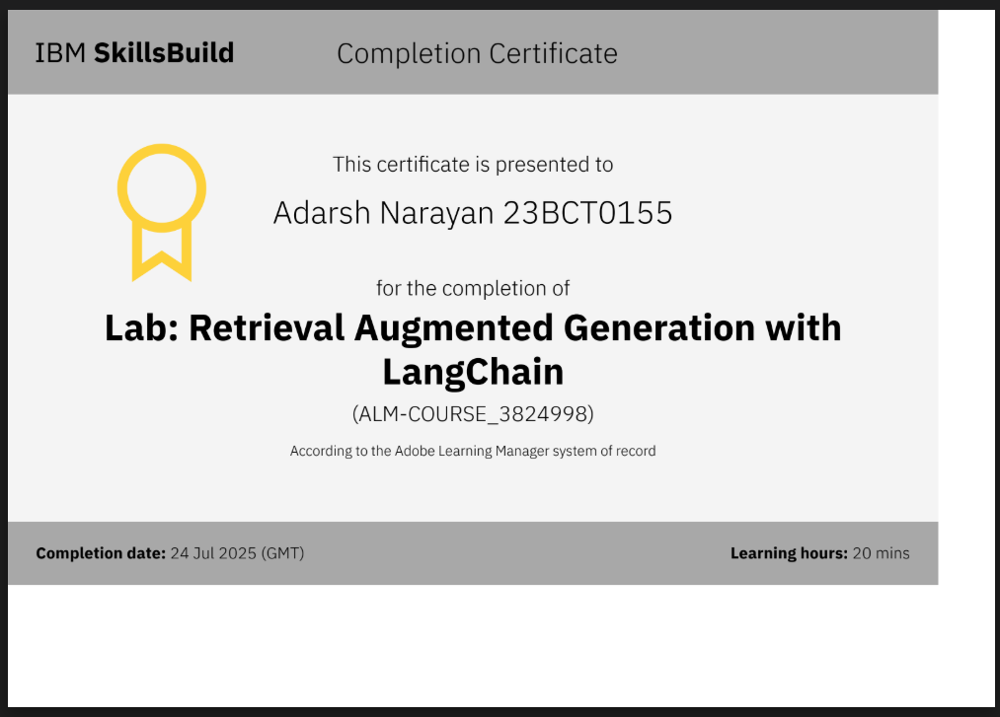 IBM SkillsBuild
Completion Certificate
This certificate is presented to
Adarsh Narayan 23BCT0155
for the completion of
Lab: Retrieval Augmented Generation with
LangChain
(ALM-COURSE_3824998)
According to the Adobe Learning Manager system of record
Completion date: 24 Jul 2025 (GMT)
Learning hours: 20 mins